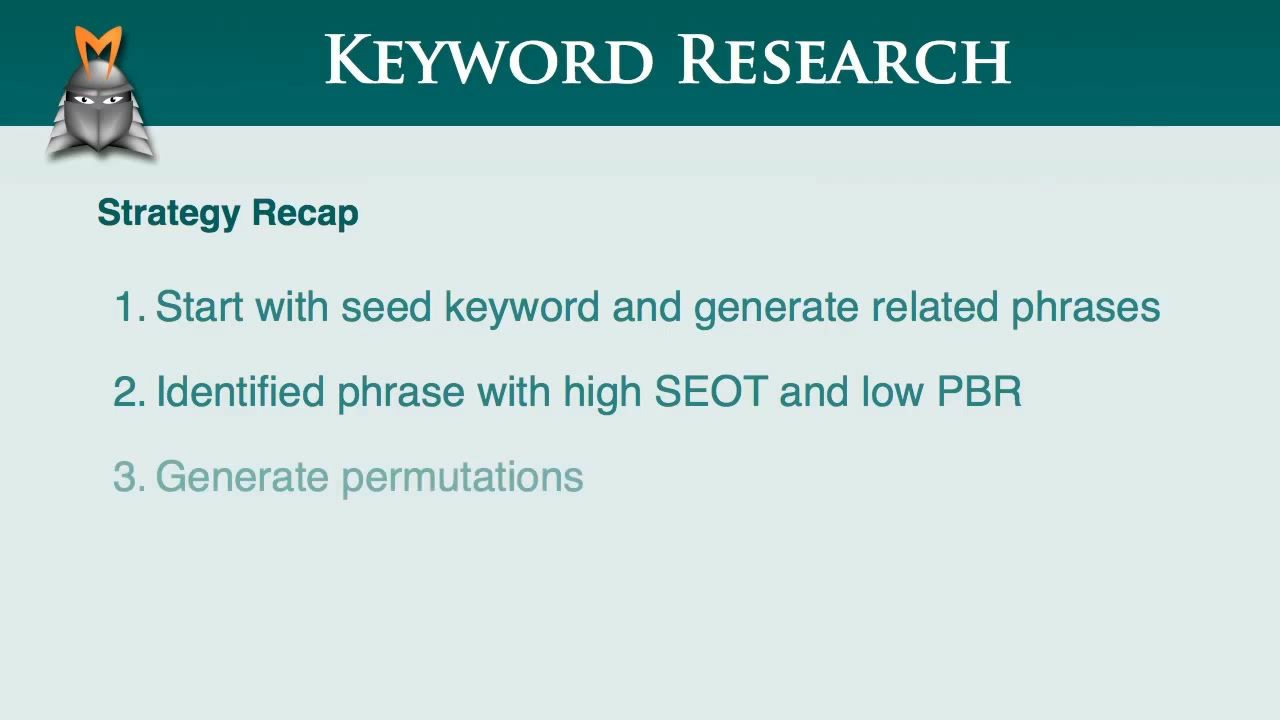 Keyword Research
Strategy Recap
1. Start with seed keyword and generate related phrases
2. Identified phrase with high SEOT and low PBR
3. Generate permutations